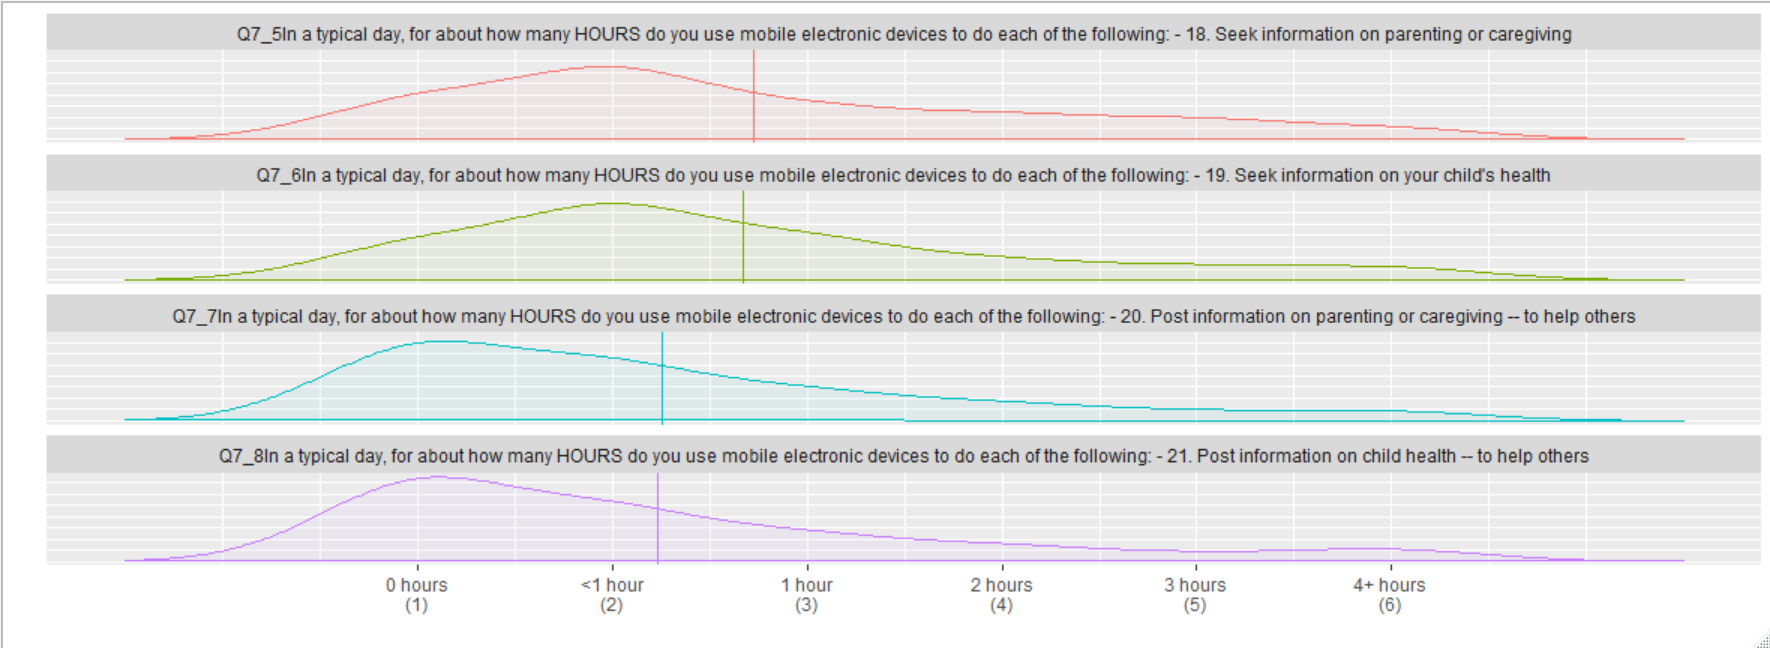 Q7_5In a typical day, for about how many HOURS do you use mobile electronic devices to do each of the following: - 18. Seek information on parenting or caregiving
Q7_6In a typical day, for about how many HOURS do you use mobile electronic devices to do each of the following: - 19. Seek information on your child's health
Q7_7In a typical day, for about how many HOURS do you use mobile electronic devices to do each of the following: - 20. Post information on parenting or caregiving -- to help others
Q7_8In a typical day, for about how many HOURS do you use mobile electronic devices to do each of the following: - 21. Post information on child health -- to help others
0 hours <1 hour 1 hour 2 hours 3 hours 4+ hours
(1) (2) (3) (4) (5) (6)